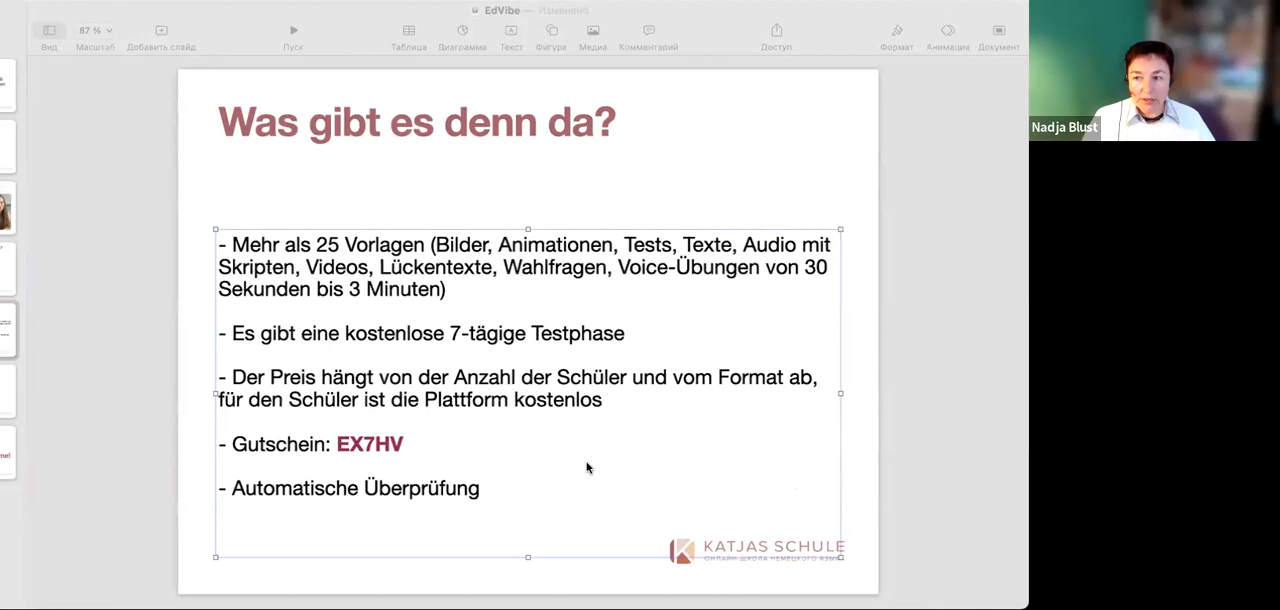 EdVibe — Изменено
Вид
87 %
Масштаб
Добавить слайд
Пуск
Таблица
Диаграмма
Текст
Фигура
Медиа
Комментарий
Доступ
Формат
Анимация
Документ
Nadja Blust
Was gibt es denn da?
- Mehr als 25 Vorlagen (Bilder, Animationen, Tests, Texte, Audio mit
Skripten, Videos, Lückentexte, Wahlfragen, Voice-Übungen von 30
Sekunden bis 3 Minuten)
- Es gibt eine kostenlose 7-tägige Testphase
- Der Preis hängt von der Anzahl der Schüler und vom Format ab,
für den Schüler ist die Plattform kostenlos
- Gutschein: EX7HV
- Automatische Überprüfung
KATJAS SCHULE
ОНЛАЙН ШКОЛА НЕМЕЦКОГО ЯЗЫКА